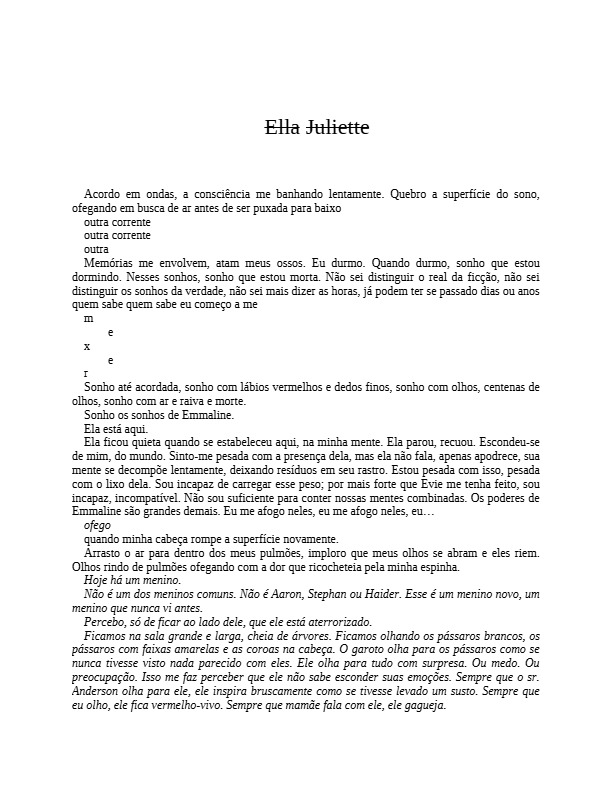 Ella Juliette
Acordo em ondas, a consciência me banhando lentamente. Quebro a superfície do sono,
ofegando em busca de ar antes de ser puxada para baixo
outra corrente
outra corrente
outra
Memórias me envolvem, atam meus ossos. Eu durmo. Quando durmo, sonho que estou
dormindo. Nesses sonhos, sonho que estou morta. Não sei distinguir o real da ficção, não sei
distinguir os sonhos da verdade, não sei mais dizer as horas, já podem ter se passado dias ou anos
quem sabe quem sabe eu começo a me
m
e
x
e
r
Sonho até acordada, sonho com lábios vermelhos e dedos finos, sonho com olhos, centenas de
olhos, sonho com ar e raiva e morte.
Sonho os sonhos de Emmaline.
Ela está aqui.
Ela ficou quieta quando se estabeleceu aqui, na minha mente. Ela parou, recuou. Escondeu-se
de mim, do mundo. Sinto-me pesada com a presença dela, mas ela não fala, apenas apodrece, sua
mente se decompõe lentamente, deixando resíduos em seu rastro. Estou pesada com isso, pesada
com o lixo dela. Sou incapaz de carregar esse peso; por mais forte que Evie me tenha feito, sou
incapaz, incompatível. Não sou suficiente para conter nossas mentes combinadas. Os poderes de
Emmaline são grandes demais. Eu me afogo neles, eu me afogo neles, eu…
ofego
quando minha cabeça rompe a superfície novamente.
Arrasto o ar para dentro dos meus pulmões, imploro que meus olhos se abram e eles riem.
Olhos rindo de pulmões ofegando com a dor que ricocheteia pela minha espinha.
Hoje há um menino.
Não é um dos meninos comuns. Não é Aaron, Stephan ou Haider. Esse é um menino novo, um
menino que nunca vi antes.
Percebo, só de ficar ao lado dele, que ele está aterrorizado.
Ficamos na sala grande e larga, cheia de árvores. Ficamos olhando os pássaros brancos, os
pássaros com faixas amarelas e as coroas na cabeça. O garoto olha para os pássaros como se
nunca tivesse visto nada parecido com eles. Ele olha para tudo com surpresa. Ou medo. Ou
preocupação. Isso me faz perceber que ele não sabe esconder suas emoções. Sempre que o sr.
Anderson olha para ele, ele inspira bruscamente como se tivesse levado um susto. Sempre que
eu olho, ele fica vermelho-vivo. Sempre que mamãe fala com ele, ele gagueja.